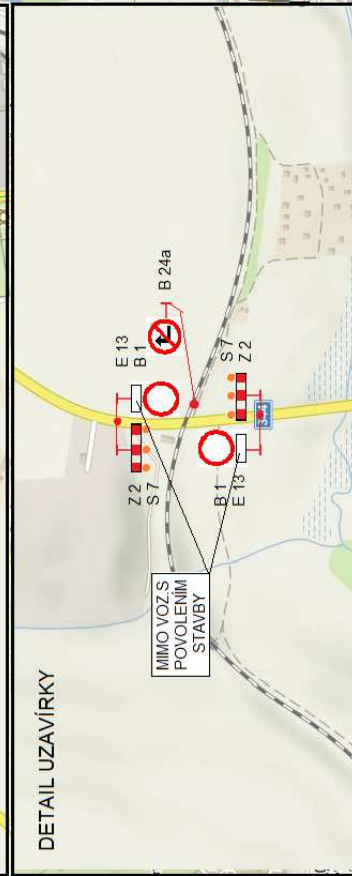 DETAIL UZAVÍRKY
E 13
B 1
B 24a
Z 2
S 7
S 7
Z 2
B 1
E 13
MIMO VOZ.S
POVOLENÍM
STAVBY